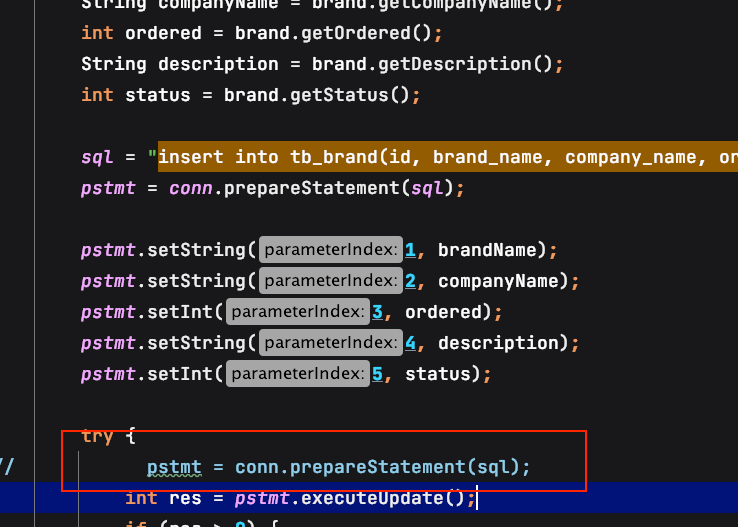 String companyName = brand.getCompanyName();
int ordered = brand.getOrdered();
String description = brand.getDescription();
int status = brand.getStatus();
sql = "insert into tb_brand(id, brand_name, company_name, or
pstmt = conn.prepareStatement(sql);
pstmt.setString( parameterIndex: 1, brandName);
pstmt.setString( parameterIndex: 2, companyName);
pstmt.setInt( parameterIndex: 3, ordered);
pstmt.setString( parameterIndex: 4, description);
pstmt.setInt( parameterIndex: 5, status);
try {
// pstmt = conn.prepareStatement(sql);
int res = pstmt.executeUpdate();
if (res > 0) {